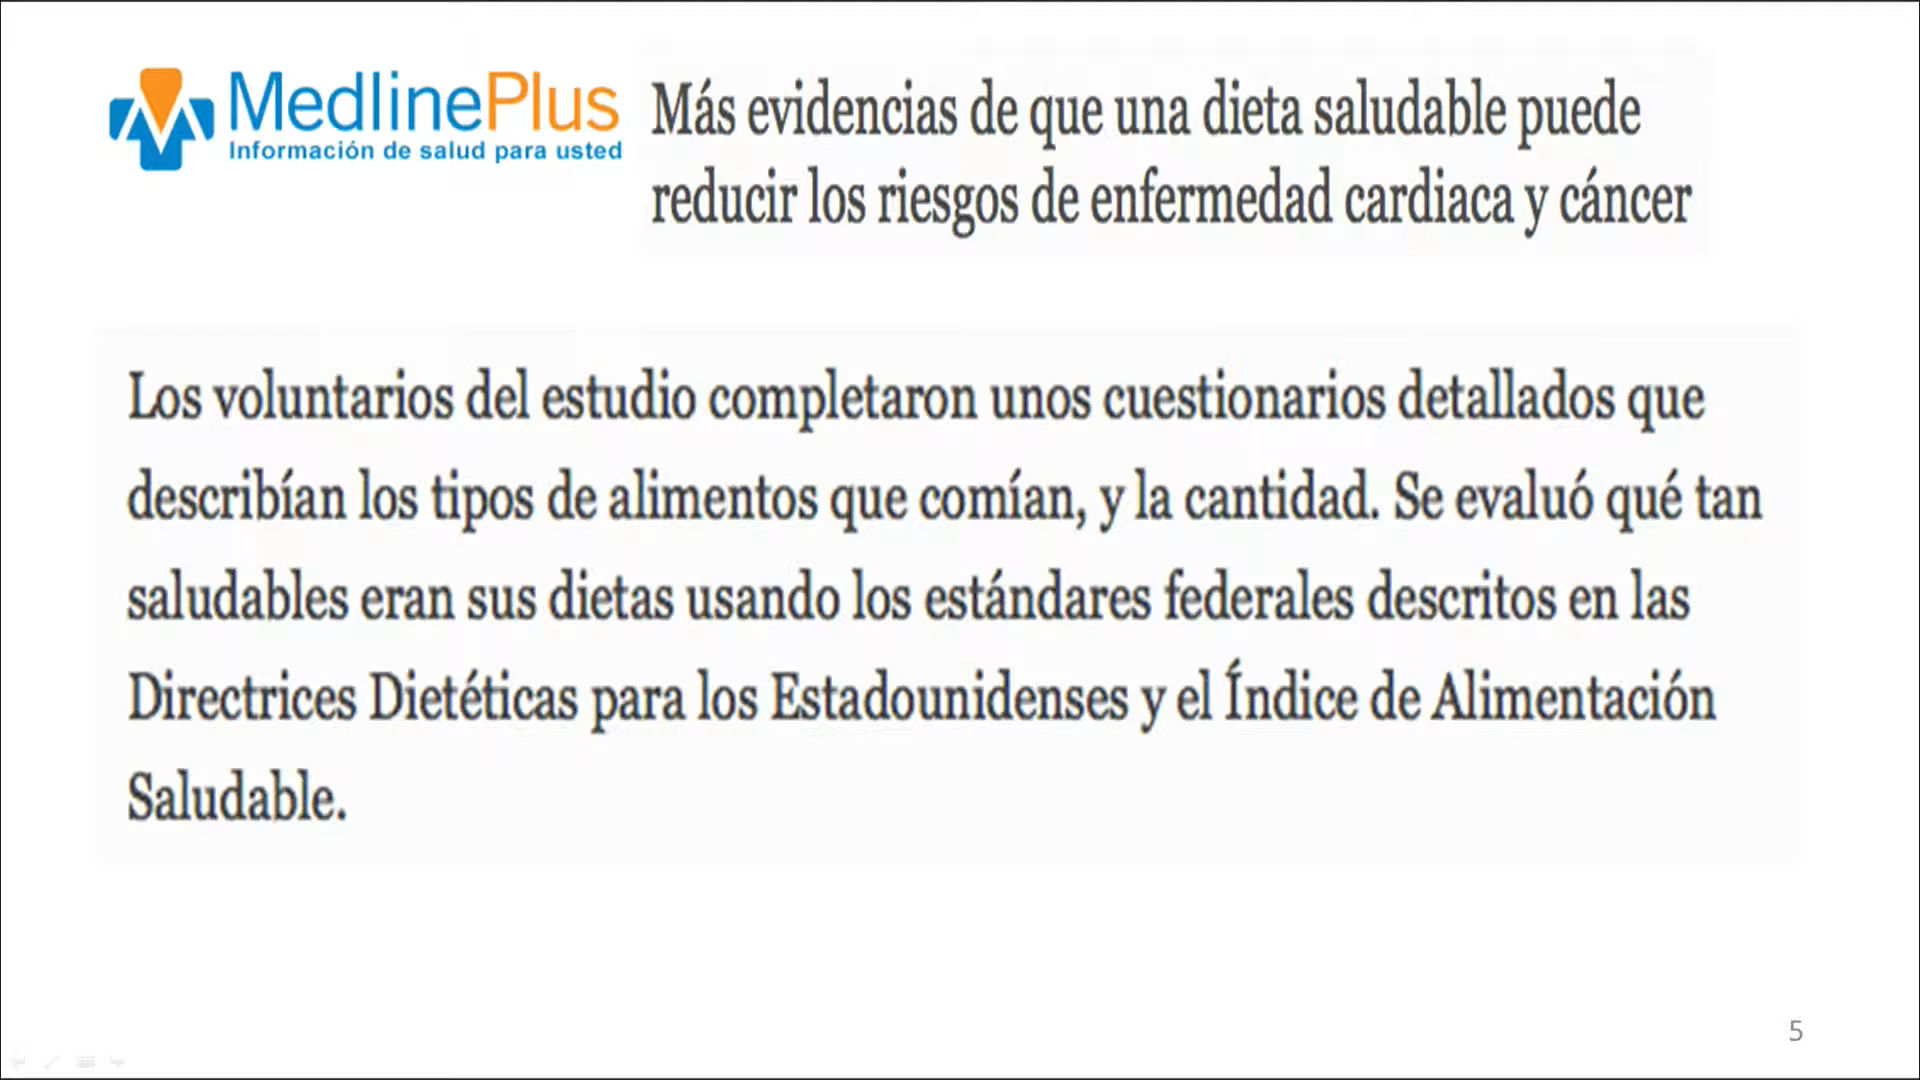 MedlinePlus
Información de salud para usted
Más evidencias de que una dieta saludable puede
reducir los riesgos de enfermedad cardiaca y cáncer
Los voluntarios del estudio completaron unos cuestionarios detallados que
describían los tipos de alimentos que comían, y la cantidad. Se evaluó qué tan
saludables eran sus dietas usando los estándares federales descritos en las
Directrices Dietéticas para los Estadounidenses y el Índice de Alimentación
Saludable.
5